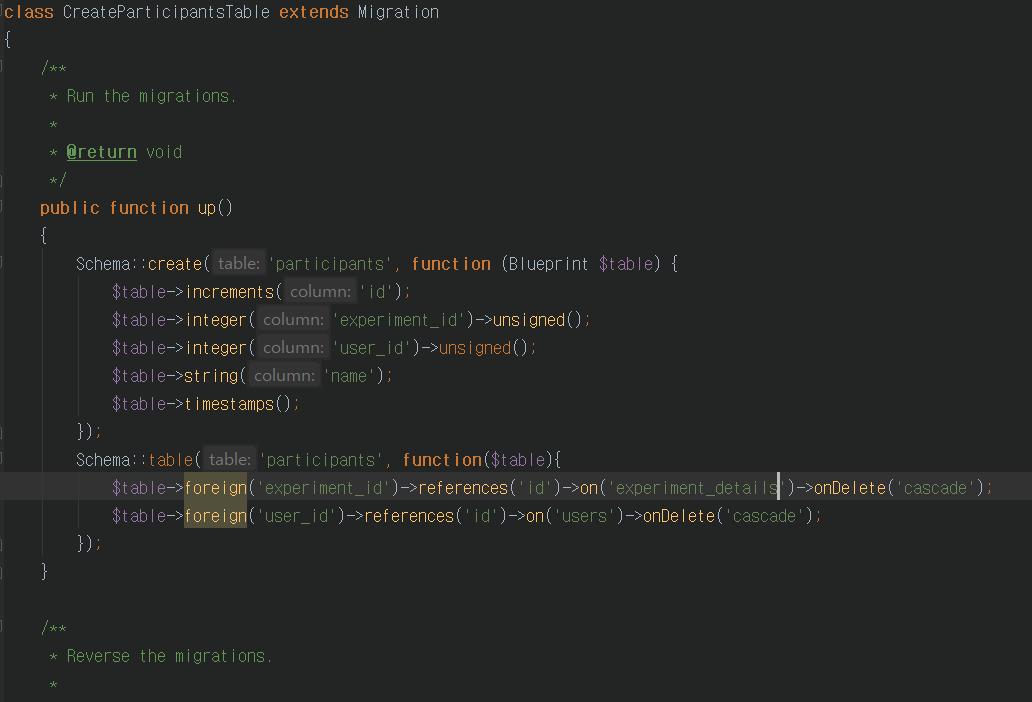 class CreateParticipantsTable extends Migration
{
/**
* Run the migrations.
*
* @return void
*/
public function up()
{
Schema::create( table: 'participants', function (Blueprint $table) {
$table->increments( column: 'id');
$table->integer( column: 'experiment_id')->unsigned();
$table->integer( column: 'user_id')->unsigned();
$table->string( column: 'name');
$table->timestamps();
});
Schema::table( table: 'participants', function($table){
$table->foreign('experiment_id')->references('id')->on('experiment_details')->onDelete('cascade');
$table->foreign('user_id')->references('id')->on('users')->onDelete('cascade');
});
}
/**
* Reverse the migrations.
*